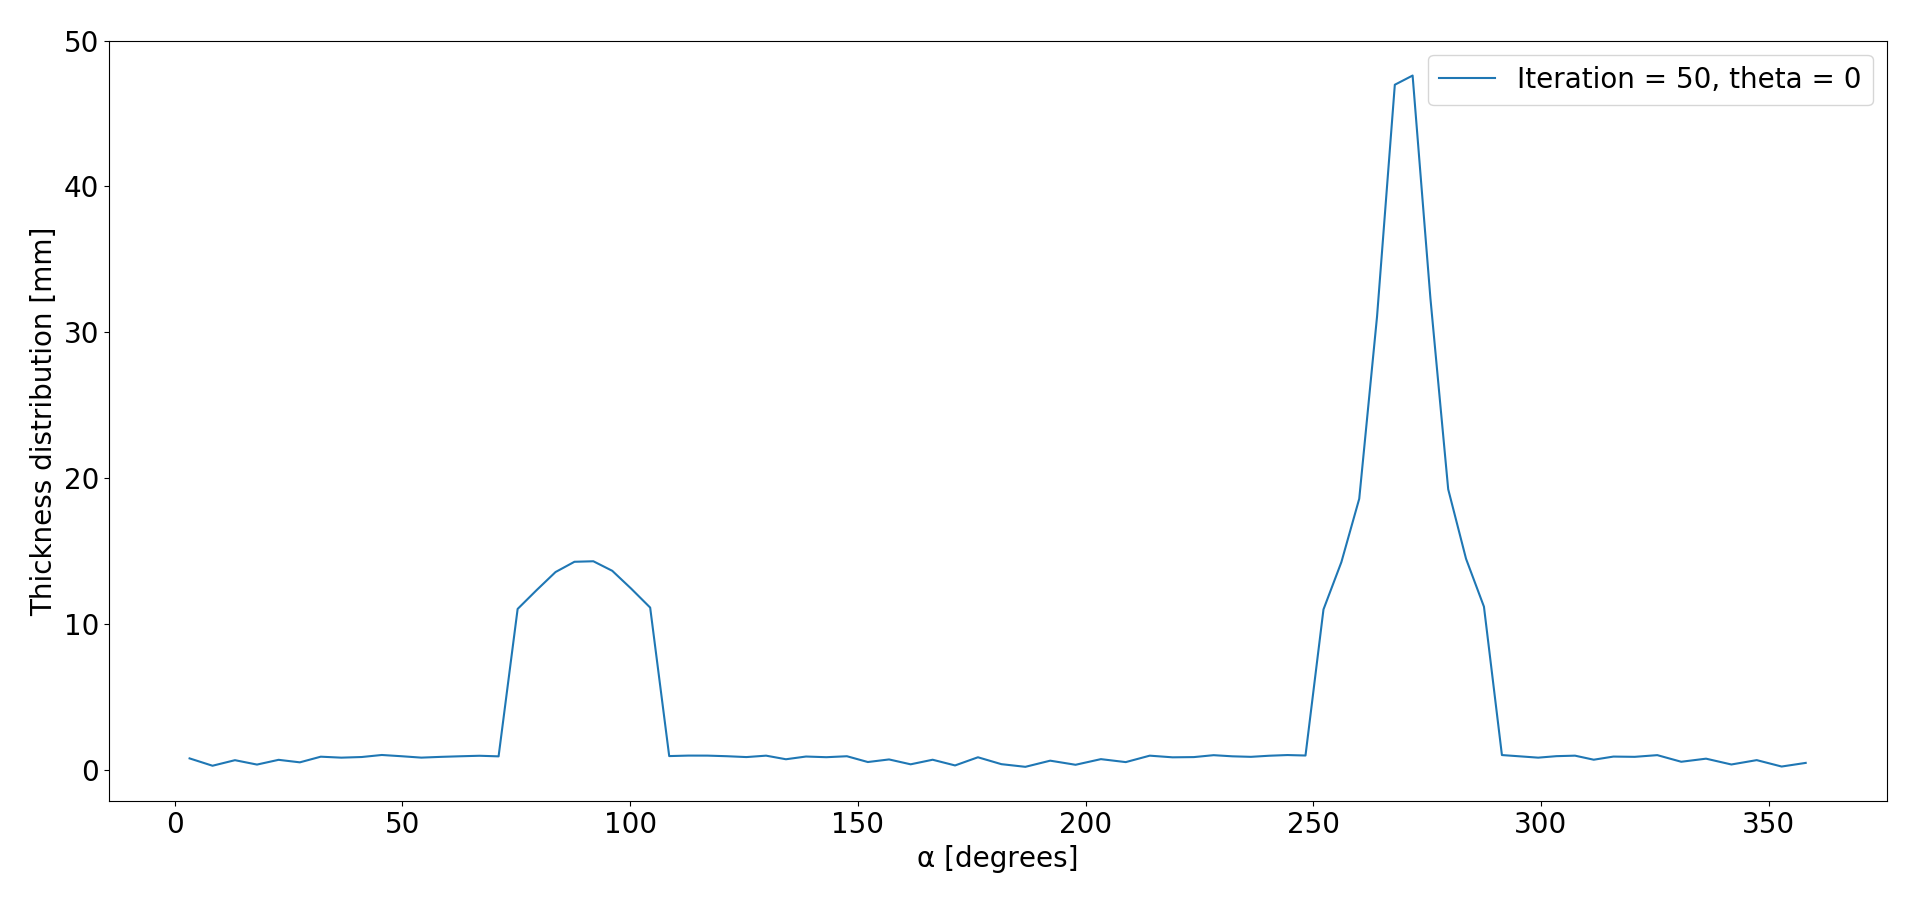 50
40
30
20
10
0
Thickness distribution [mm]
Iteration = 50, theta = 0
0 50 100 150 200 250 300 350
α [degrees]